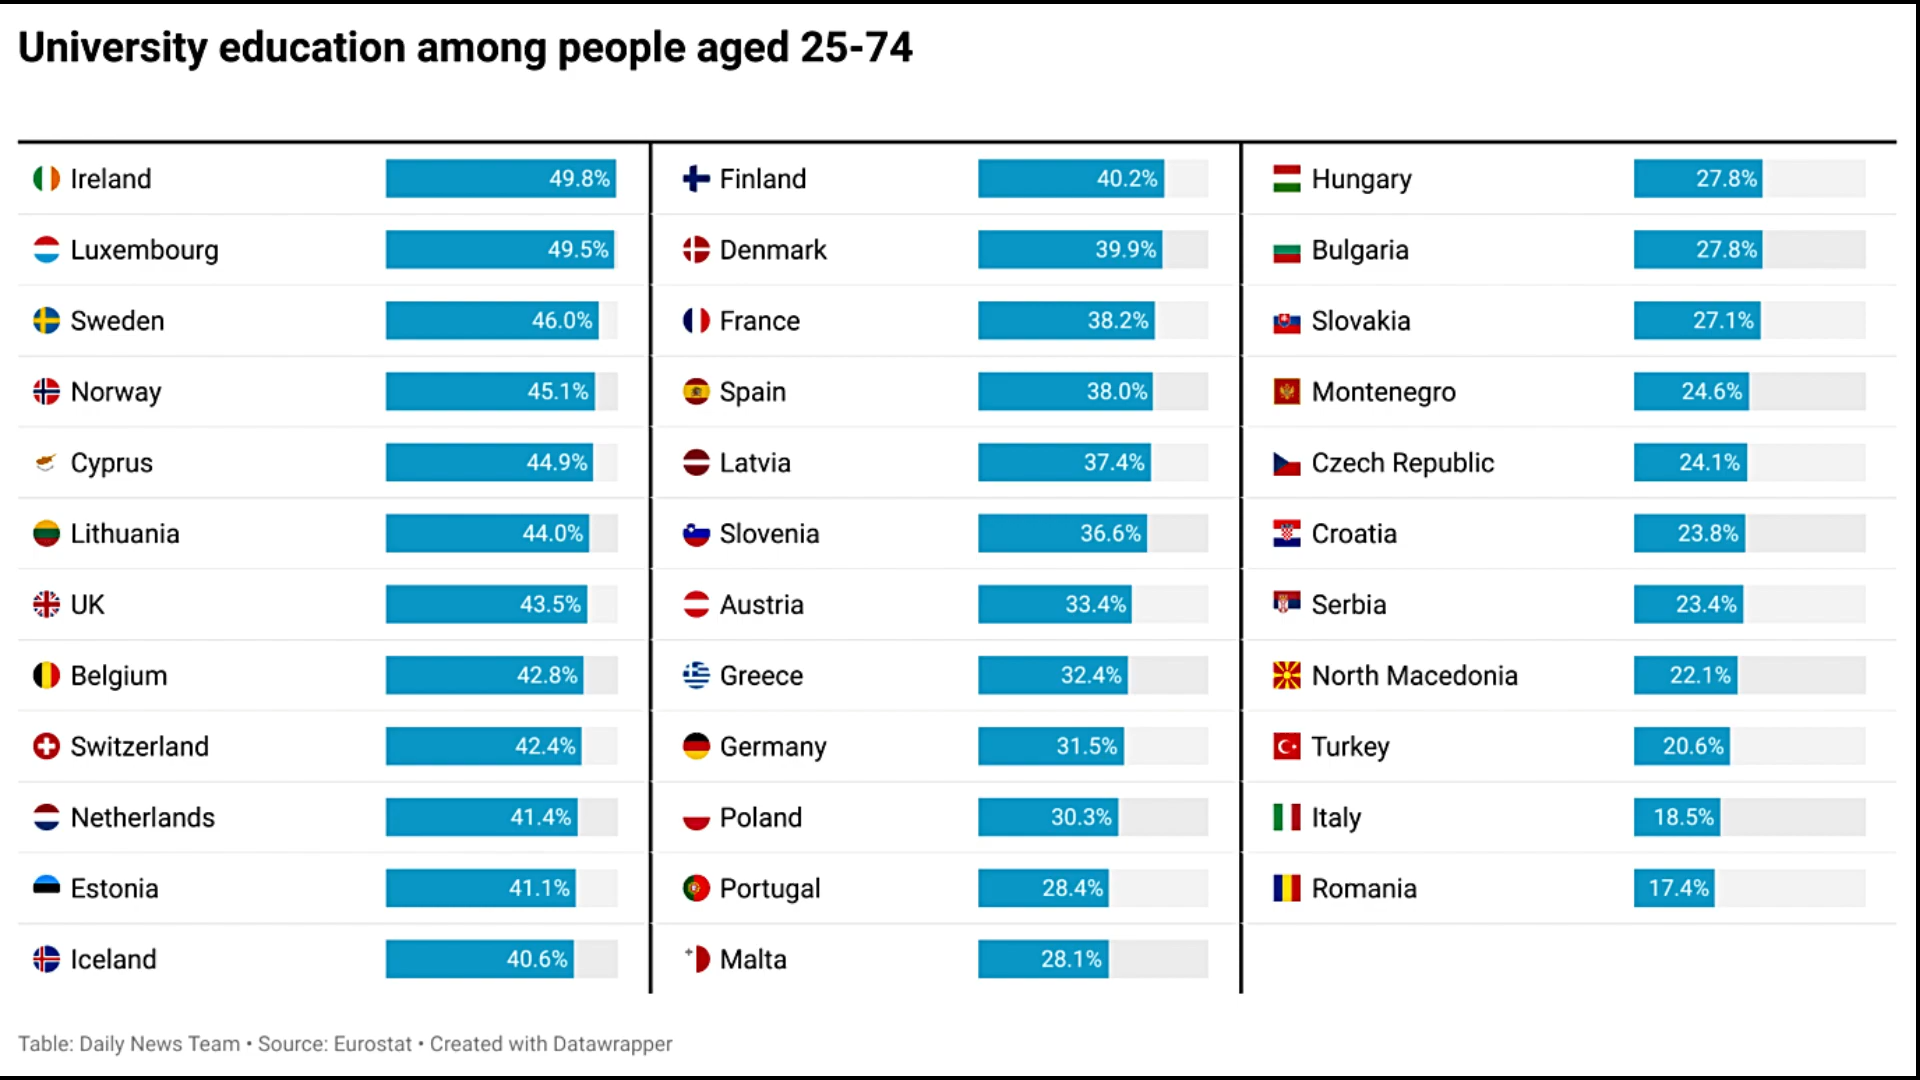 University education among people aged 25-74
Ireland 49.8%
Luxembourg 49.5%
Sweden 46.0%
Norway 45.1%
Cyprus 44.9%
Lithuania 44.0%
UK 43.5%
Belgium 42.8%
Switzerland 42.4%
Netherlands 41.4%
Estonia 41.1%
Iceland 40.6%
Finland 40.2%
Denmark 39.9%
France 38.2%
Spain 38.0%
Latvia 37.4%
Slovenia 36.6%
Austria 33.4%
Greece 32.4%
Germany 31.5%
Poland 30.3%
Portugal 28.4%
Malta 28.1%
Hungary 27.8%
Bulgaria 27.8%
Slovakia 27.1%
Montenegro 24.6%
Czech Republic 24.1%
Croatia 23.8%
Serbia 23.4%
North Macedonia 22.1%
Turkey 20.6%
Italy 18.5%
Romania 17.4%
Table: Daily News Team • Source: Eurostat • Created with Datawrapper